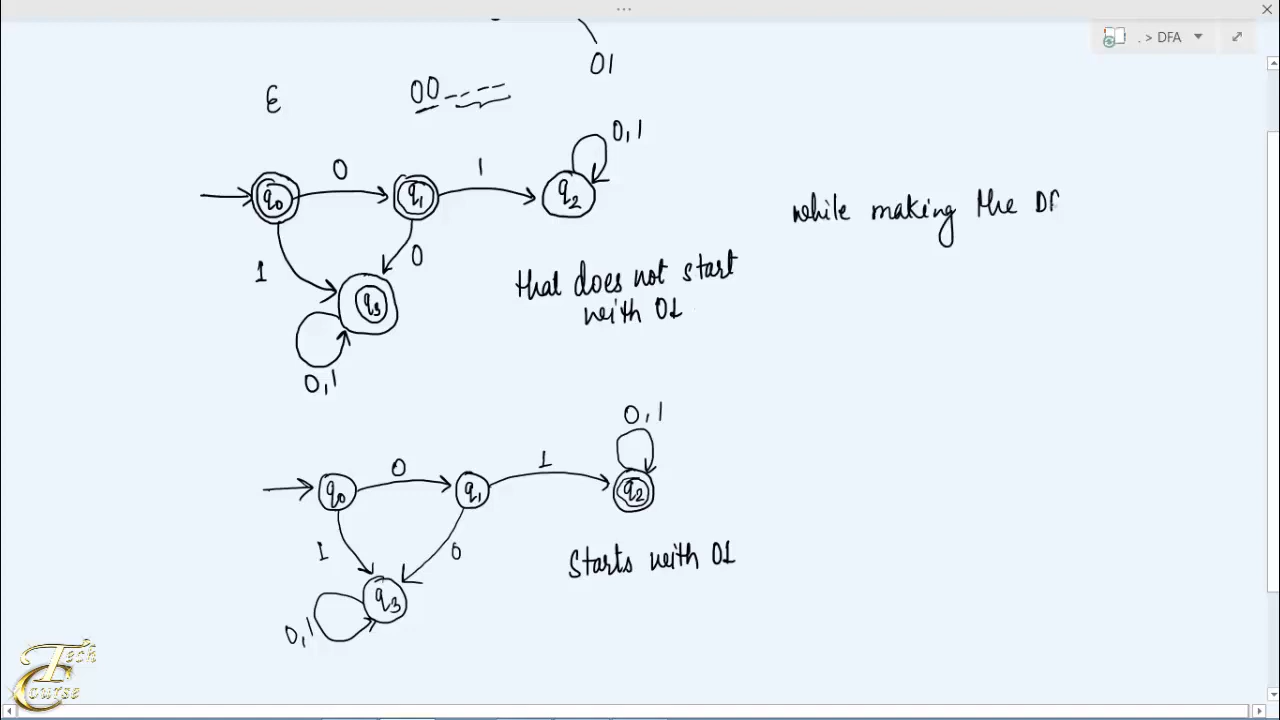 . > DFA
01
ε
00
0
1
0,1
q0
q1
q2
while making the DF
1
0
that does not start
with 01
q3
0,1
0,1
0
1
q0
q1
q2
1
0
Starts with 01
q3
0,1
Tech
Course